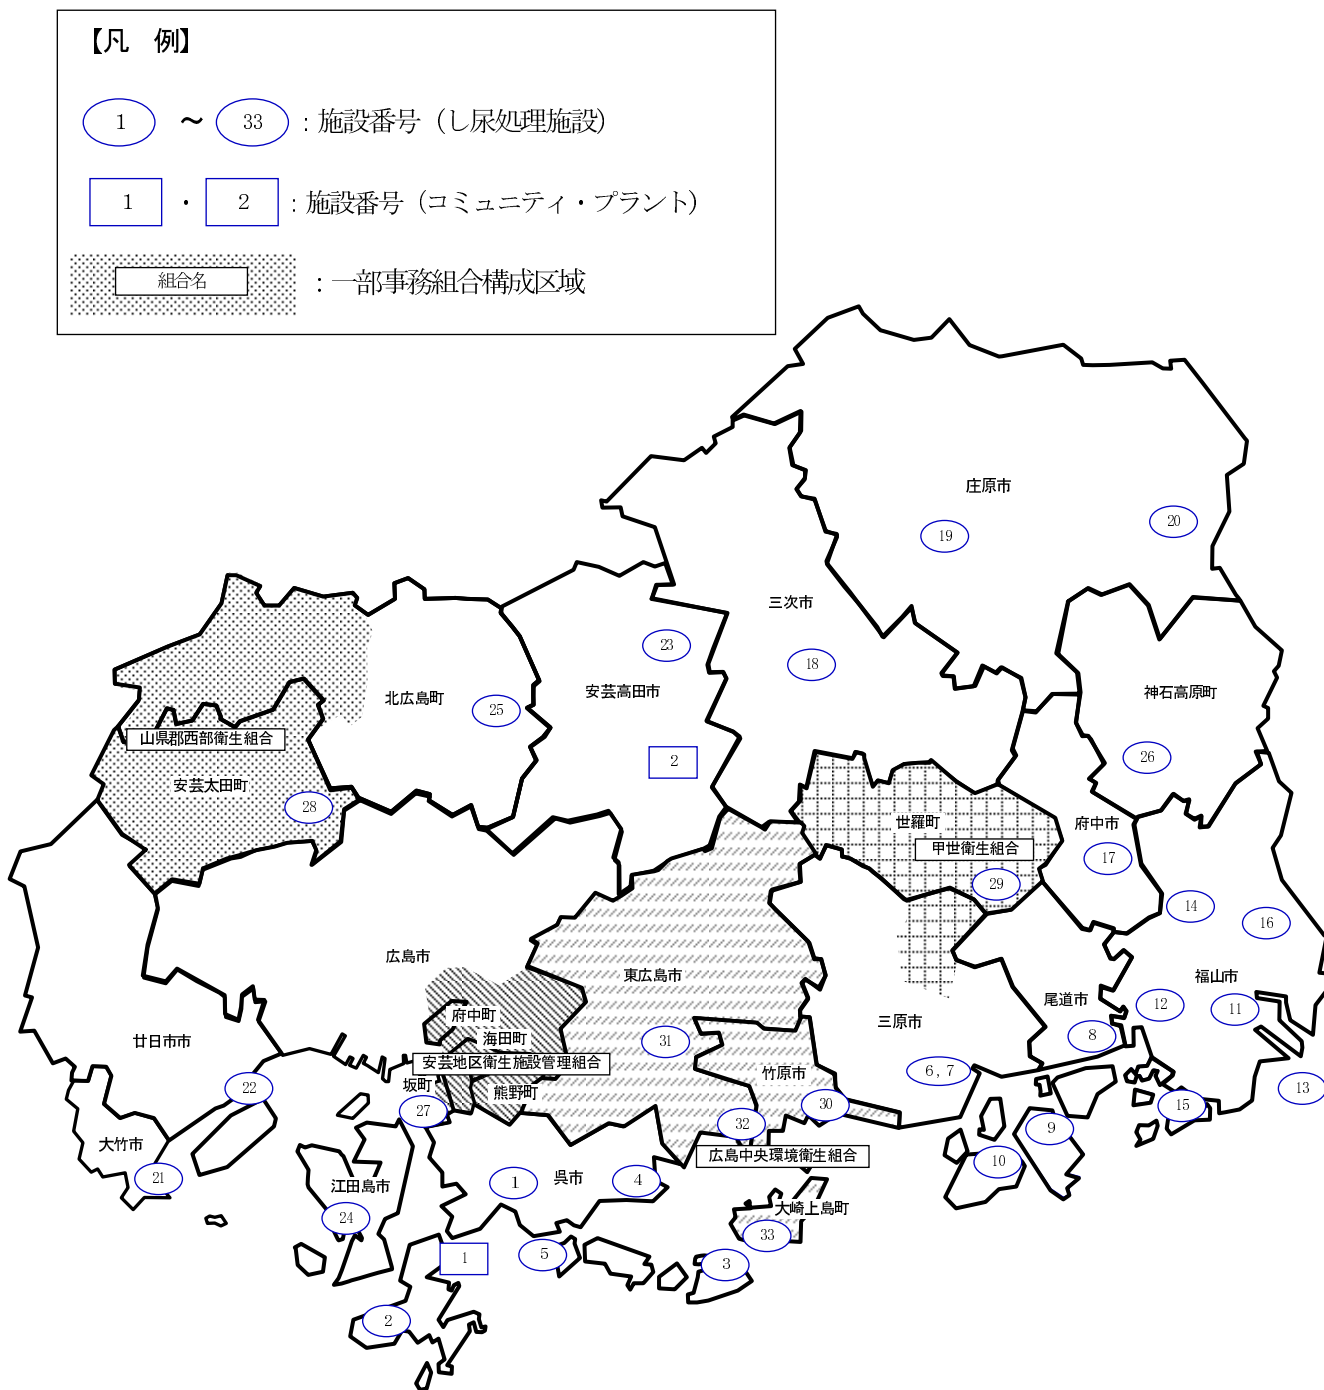 【凡　例】
1 ～ 33 : 施設番号（し尿処理施設）
1 ・ 2 : 施設番号（コミュニティ・プラント）
組合名 : 一部事務組合構成区域
庄原市
20
19
三次市
23
18
安芸高田市
神石高原町
北広島町
25
山県郡西部衛生組合
2
26
安芸太田町
28
世羅町
府中市
甲世衛生組合
17
29
14
16
広島市
東広島市
福山市
尾道市
12
11
府中町
三原市
海田町
31
8
廿日市市
安芸地区衛生施設管理組合
竹原市
6, 7
坂町
22
熊野町
13
27
30
15
32
9
大竹市
広島中央環境衛生組合
10
21
江田島市
呉市
1
4
大崎上島町
24
33
1
5
3
2